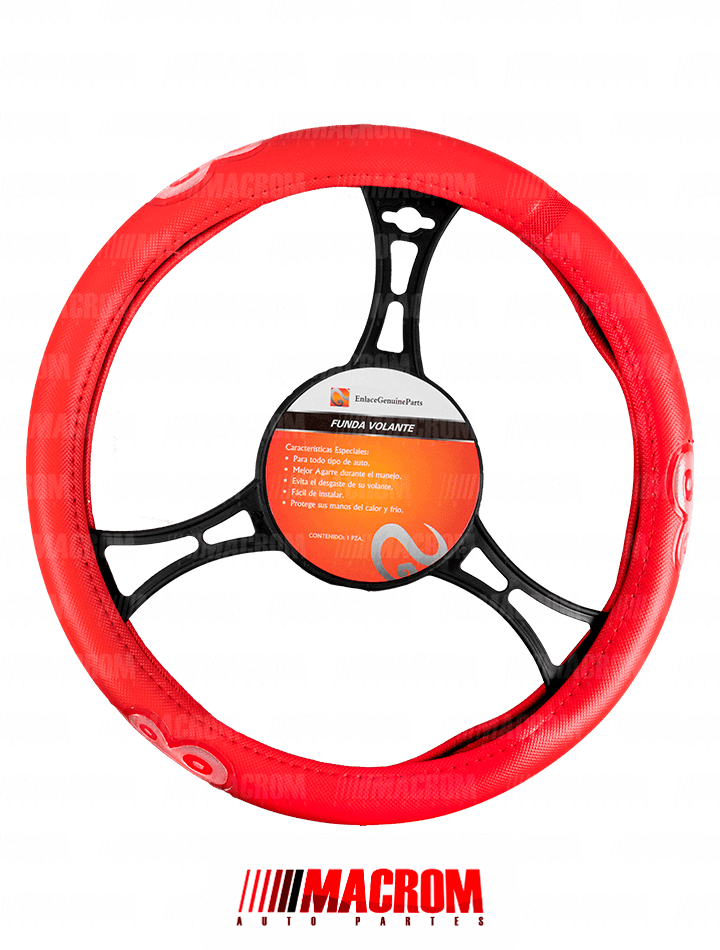 EnlaceGenuineParts
FUNDA VOLANTE
Características Especiales:
• Para todo tipo de auto.
• Mejor Agarre durante el manejo.
• Evita el desgaste de su volante.
• Fácil de Instalar.
• Protege sus manos del calor y frío.
CONTENIDO: 1 PZA.
MACROM
AUTO PARTES